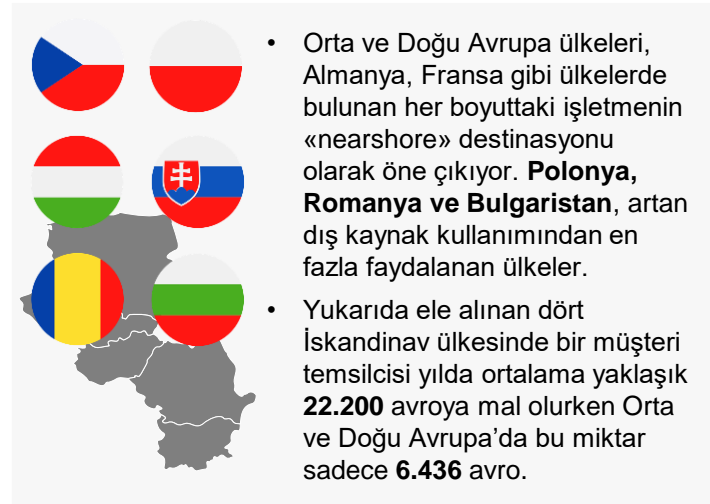 • Orta ve Doğu Avrupa ülkeleri,
Almanya, Fransa gibi ülkelerde
bulunan her boyuttaki işletmenin
«nearshore» destinasyonu
olarak öne çıkıyor. Polonya,
Romanya ve Bulgaristan, artan
dış kaynak kullanımından en
fazla faydalanan ülkeler.
• Yukarıda ele alınan dört
İskandinav ülkesinde bir müşteri
temsilcisi yılda ortalama yaklaşık
22.200 avroya mal olurken Orta
ve Doğu Avrupa’da bu miktar
sadece 6.436 avro.